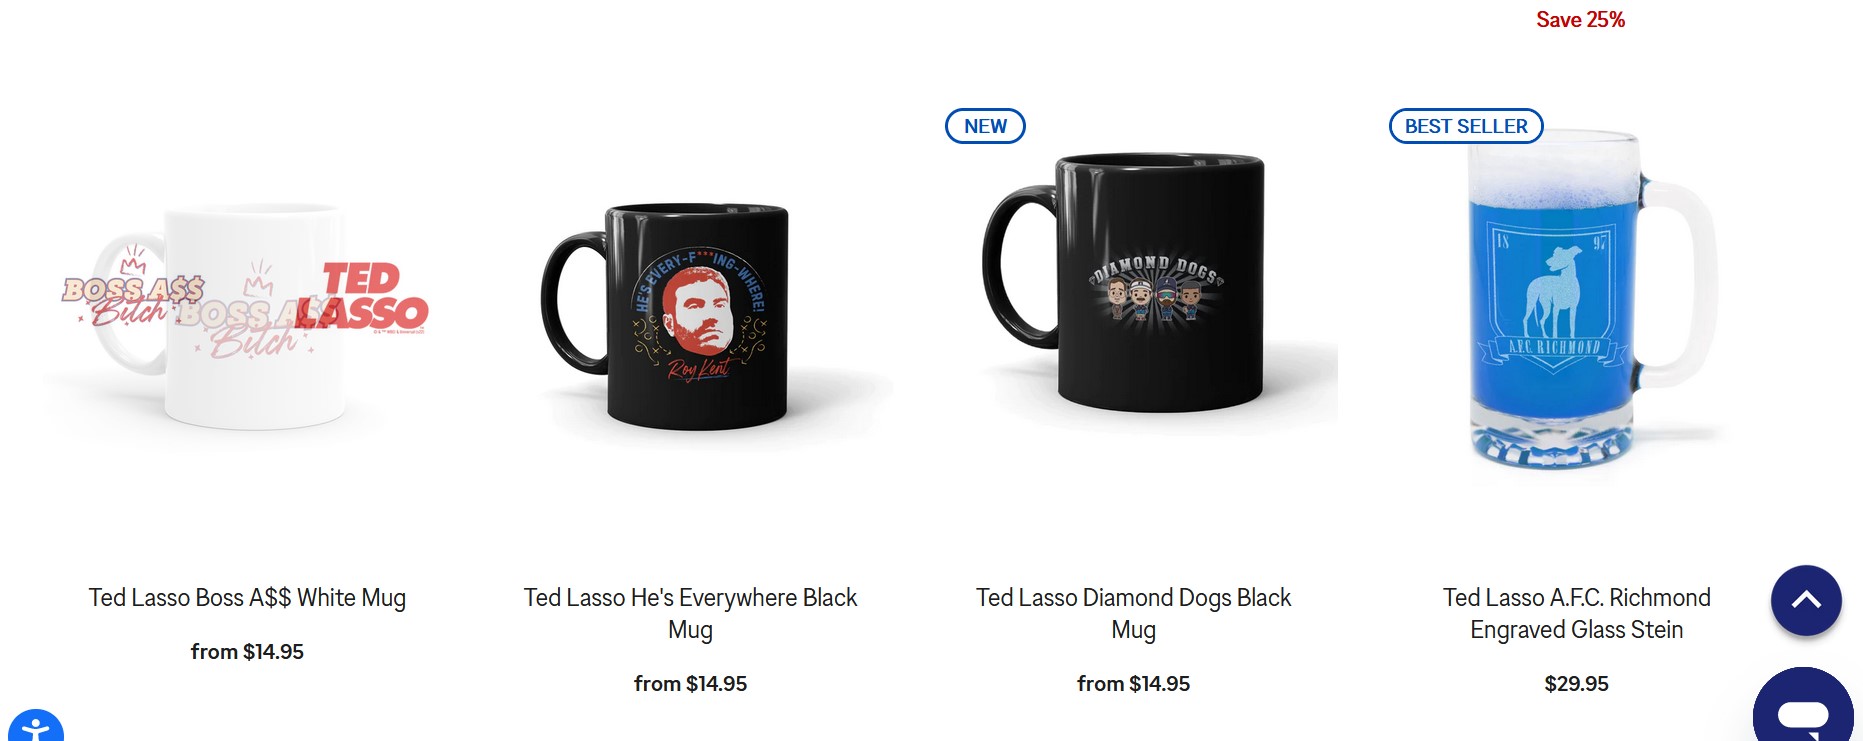 Save 25%
NEW
BEST SELLER
BOSS A$$
Bitch
BOSS A$$
Bitch
TED
LASSO
HE'S EVERY-F***ING-WHERE!
Roy Kent
DIAMOND DOGS
18 97
A.F.C. RICHMOND
Ted Lasso Boss A$$ White Mug
from $14.95
Ted Lasso He's Everywhere Black
Mug
from $14.95
Ted Lasso Diamond Dogs Black
Mug
from $14.95
Ted Lasso A.F.C. Richmond
Engraved Glass Stein
$29.95